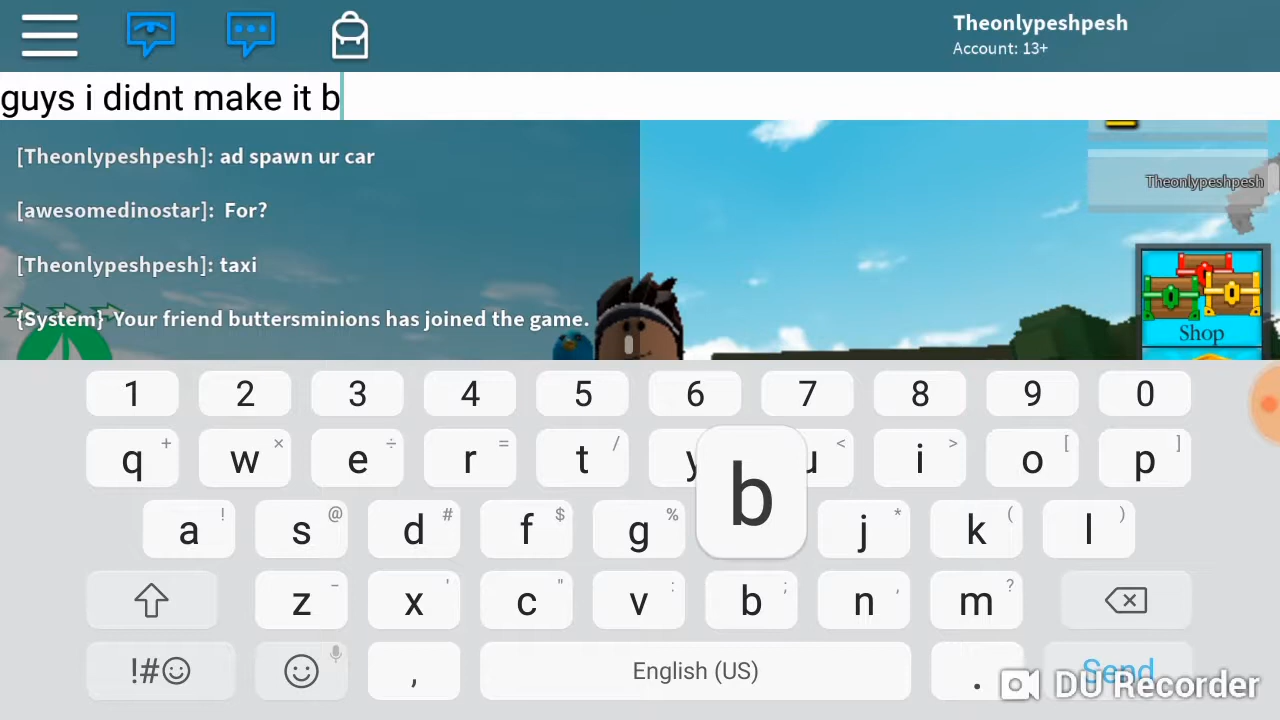 Theonlypeshpesh
Account: 13+
guys i didnt make it b
[Theonlypeshpesh]: ad spawn ur car
[awesomedinostar]: For?
[Theonlypeshpesh]: taxi
{System} Your friend buttersminions has joined the game.
Theonlypeshpesh
Shop
1 2 3 4 5 6 7 8 9 0
q + w × e ÷ r = t / y u < i > o [ p ]
a ! s @ d # f $ g % b j * k ( l )
z - x ' c " v : b ; n , m ?
!#☺ , English (US) . Send
DU Recorder